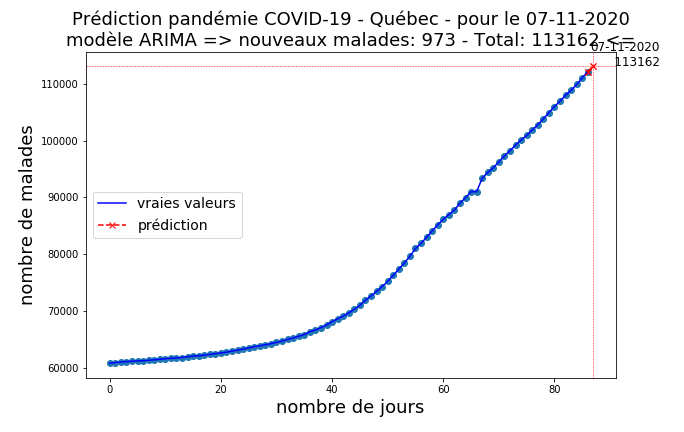 Prédiction pandémie COVID-19 - Québec - pour le 07-11-2020
modèle ARIMA => nouveaux malades: 973 - Total: 113162 <=
07-11-2020
113162
110000
100000
90000
80000
70000
60000
nombre de malades
vraies valeurs
prédiction
0 20 40 60 80
nombre de jours